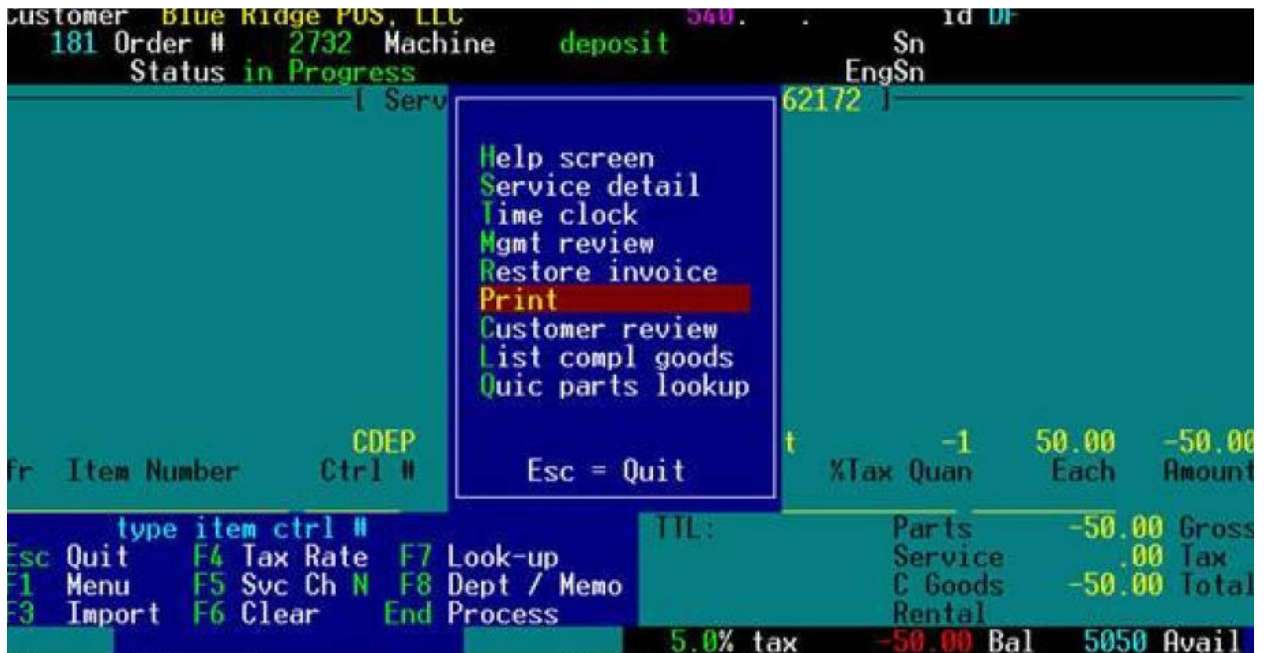 Customer Blue Ridge POS, LLC 540. . id DF
181 Order # 2732 Machine deposit Sn
Status in Progress EngSn
[ Serv 62172 ]
Help screen
Service detail
Time clock
Mgmt review
Restore invoice
Print
Customer review
List compl goods
Quic parts lookup
Esc = Quit
CDEP t -1 50.00 -50.00
fr Item Number Ctrl # %Tax Quan Each Amount
type item ctrl # TTL: Parts -50.00 Gross
Esc Quit F4 Tax Rate F7 Look-up Service .00 Tax
F1 Menu F5 Svc Ch N F8 Dept / Memo C Goods -50.00 Total
F3 Import F6 Clear End Process Rental
5.0% tax -50.00 Bal 5050 Avail